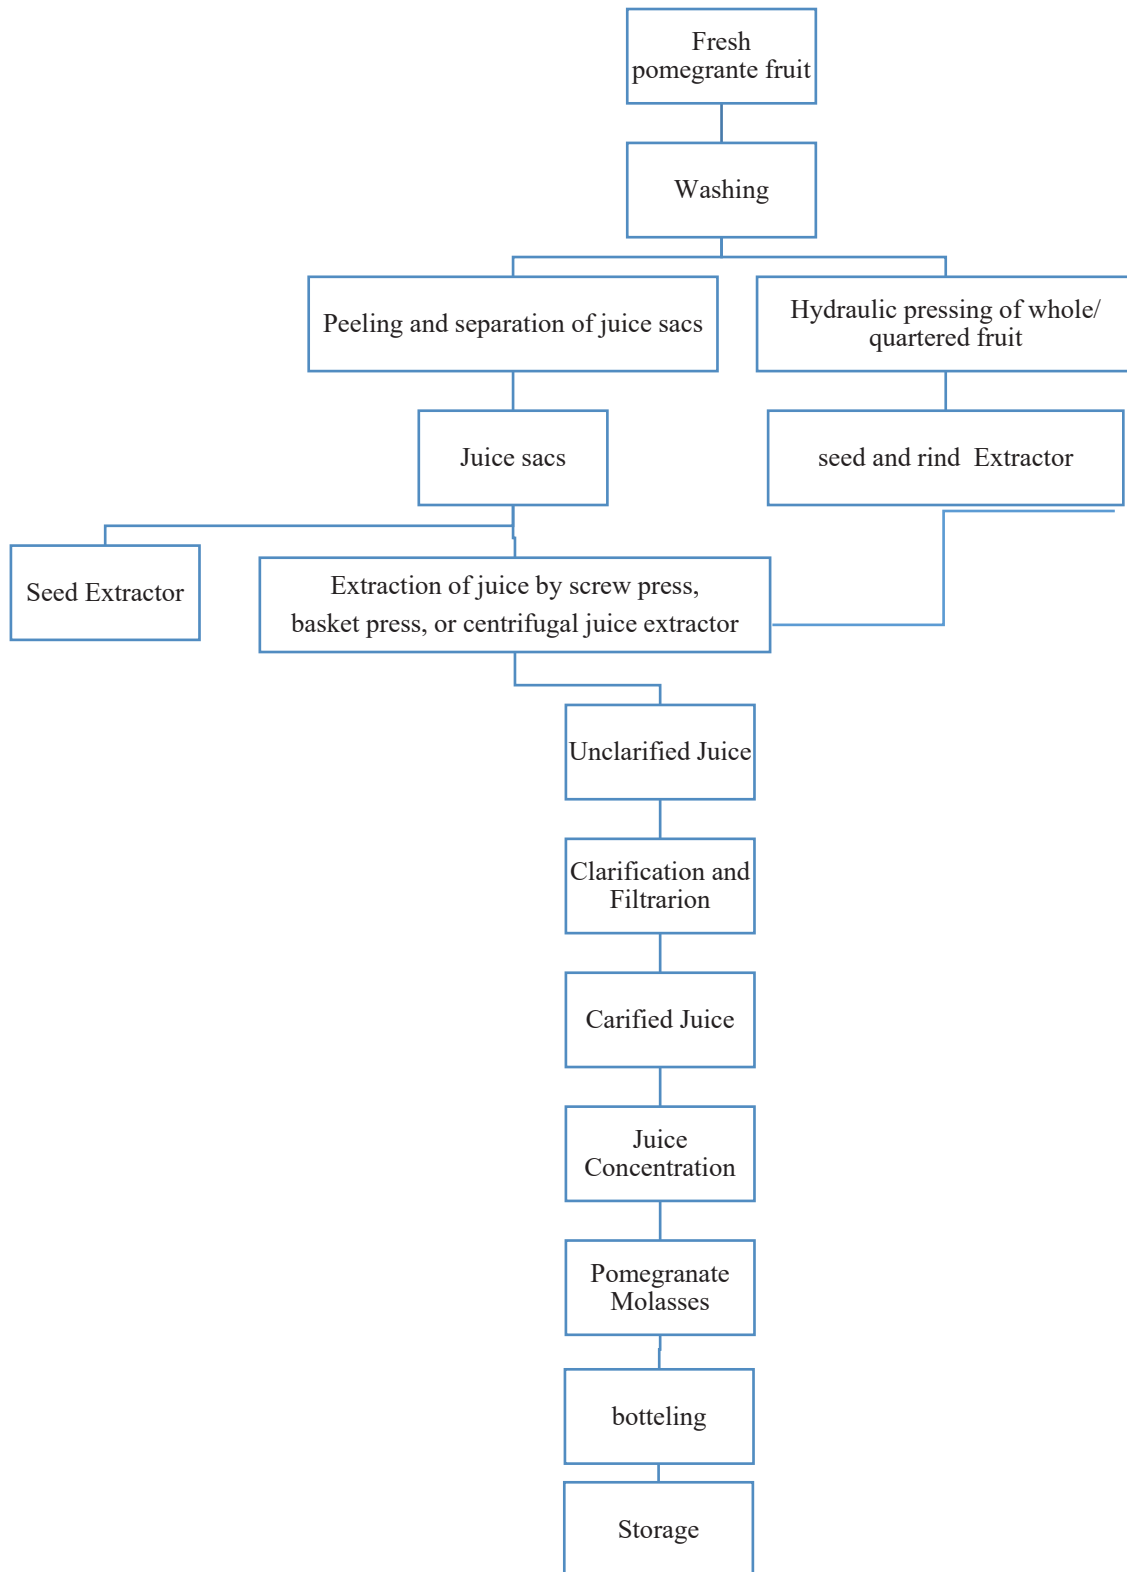 Fresh
pomegrante fruit
Washing
Peeling and separation of juice sacs
Hydraulic pressing of whole/
quartered fruit
Juice sacs
seed and rind Extractor
Seed Extractor
Extraction of juice by screw press,
basket press, or centrifugal juice extractor
Unclarified Juice
Clarification and
Filtrarion
Carified Juice
Juice
Concentration
Pomegranate
Molasses
botteling
Storage